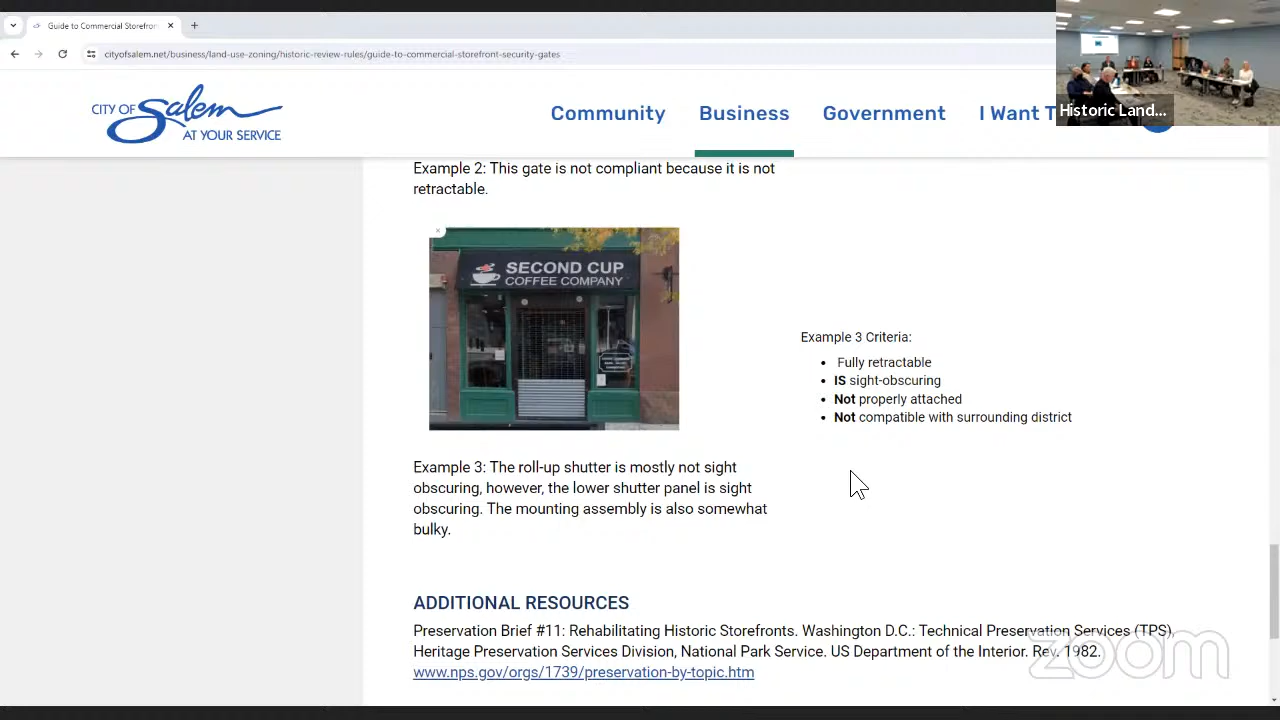 Guide to Commercial Storefron
cityofsalem.net/business/land-use-zoning/historic-review-rules/guide-to-commercial-storefront-security-gates
CITY OF Salem
AT YOUR SERVICE
Community
Business
Government
I Want T
Historic Land...
Example 2: This gate is not compliant because it is not
retractable.
SECOND CUP
COFFEE COMPANY
Example 3 Criteria:
Fully retractable
IS sight-obscuring
Not properly attached
Not compatible with surrounding district
Example 3: The roll-up shutter is mostly not sight
obscuring, however, the lower shutter panel is sight
obscuring. The mounting assembly is also somewhat
bulky.
ADDITIONAL RESOURCES
Preservation Brief #11: Rehabilitating Historic Storefronts. Washington D.C.: Technical Preservation Services (TPS),
Heritage Preservation Services Division, National Park Service. US Department of the Interior. Rev. 1982.
www.nps.gov/orgs/1739/preservation-by-topic.htm
zoom